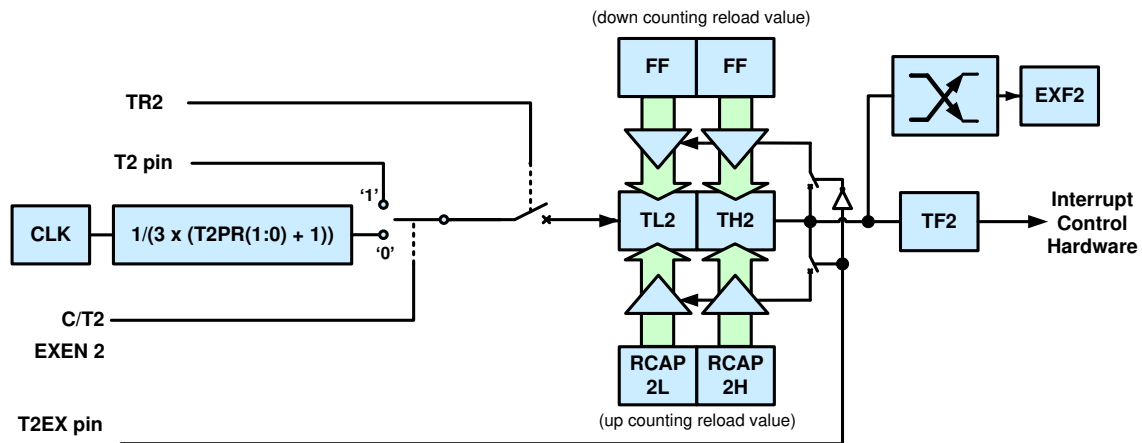 (down counting reload value)
FF
FF
TR2
EXF2
T2 pin
'1'
CLK
1/(3 x (T2PR(1:0) + 1))
'0'
TL2
TH2
TF2
Interrupt
Control
Hardware
C/T2
EXEN 2
RCAP
2L
RCAP
2H
(up counting reload value)
T2EX pin